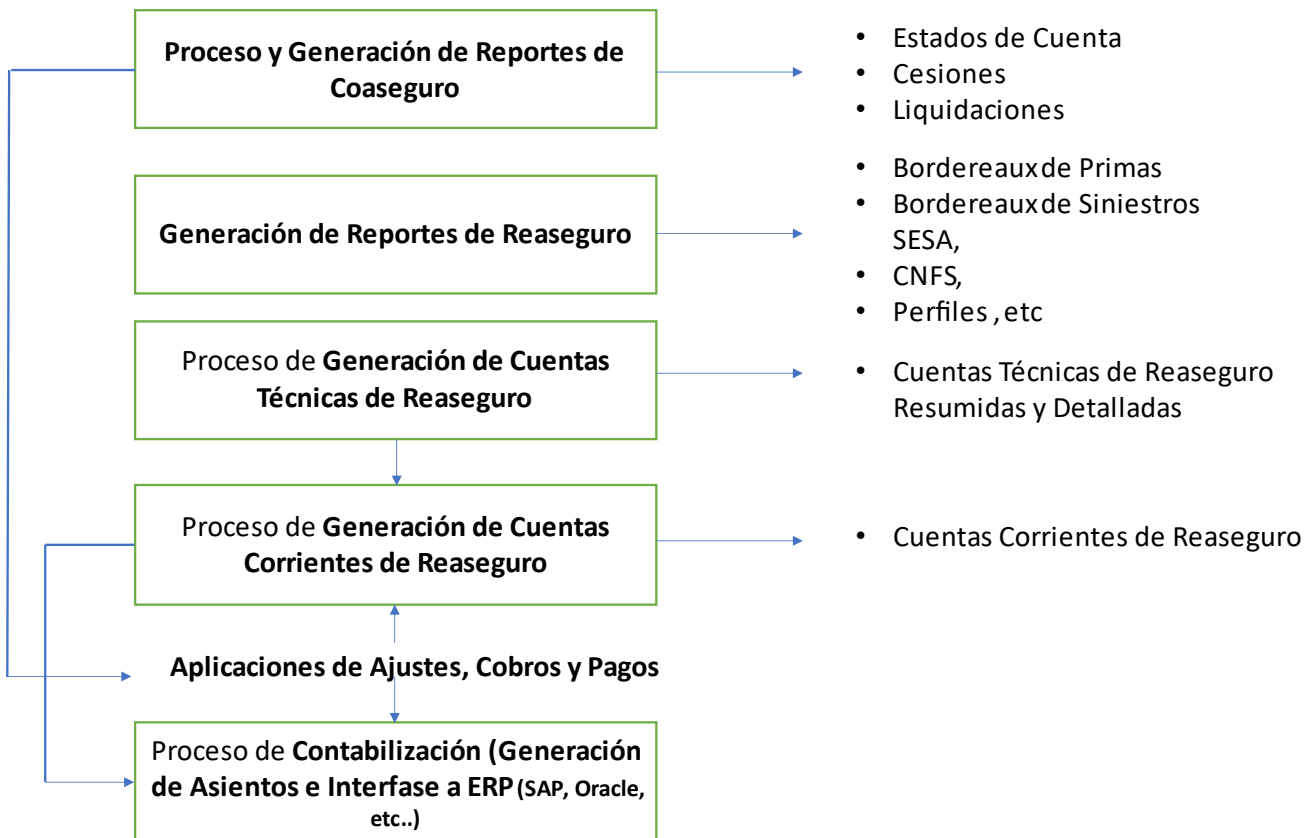 Proceso y Generación de Reportes de
Coaseguro
• Estados de Cuenta
• Cesiones
• Liquidaciones
Generación de Reportes de Reaseguro
• Bordereaux de Primas
• Bordereaux de Siniestros
SESA,
• CNFS,
• Perfiles , etc
Proceso de Generación de Cuentas
Técnicas de Reaseguro
• Cuentas Técnicas de Reaseguro
Resumidas y Detalladas
Proceso de Generación de Cuentas
Corrientes de Reaseguro
• Cuentas Corrientes de Reaseguro
Aplicaciones de Ajustes, Cobros y Pagos
Proceso de Contabilización (Generación
de Asientos e Interfase a ERP (SAP, Oracle,
etc..)